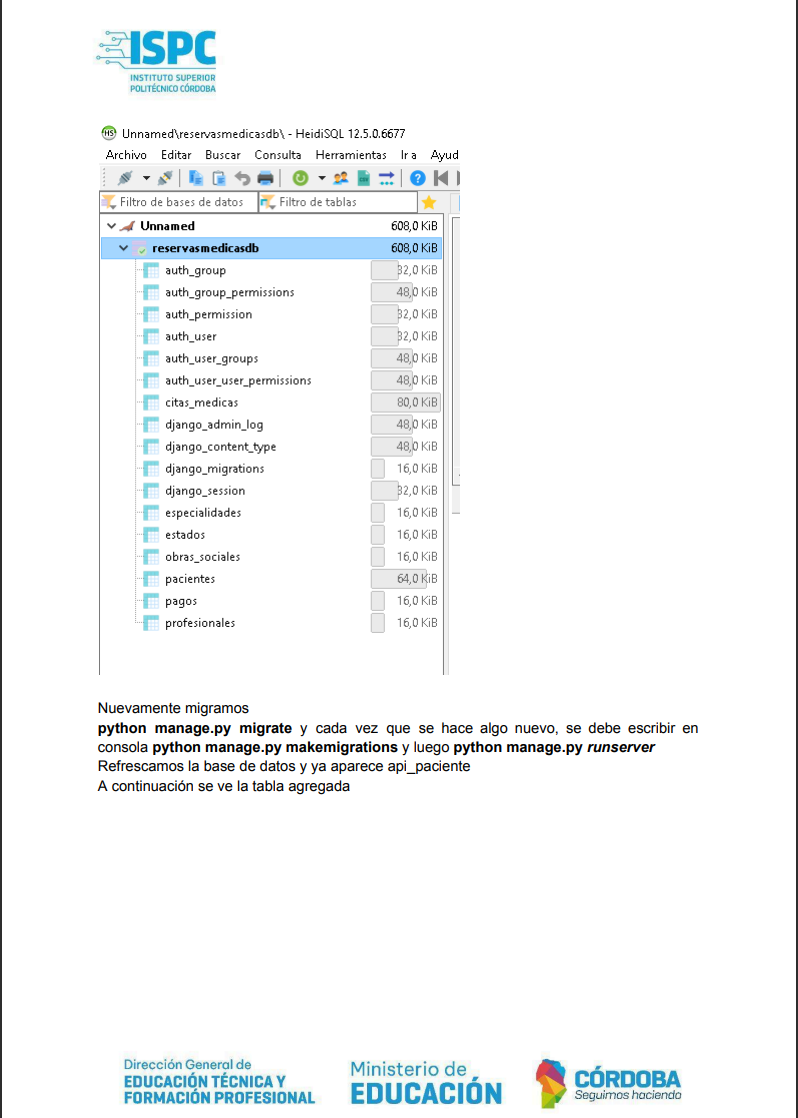 ISPC
INSTITUTO SUPERIOR
POLITÉCNICO CÓRDOBA
HS Unnamed\reservasmedicasdb\ - HeidiSQL 12.5.0.6677
Archivo Editar Buscar Consulta Herramientas Ir a Ayud
Filtro de bases de datos Filtro de tablas
Unnamed 608,0 KiB
reservasmedicasdb 608,0 KiB
auth_group 32,0 KiB
auth_group_permissions 48,0 KiB
auth_permission 32,0 KiB
auth_user 32,0 KiB
auth_user_groups 48,0 KiB
auth_user_user_permissions 48,0 KiB
citas_medicas 80,0 KiB
django_admin_log 48,0 KiB
django_content_type 48,0 KiB
django_migrations 16,0 KiB
django_session 32,0 KiB
especialidades 16,0 KiB
estados 16,0 KiB
obras_sociales 16,0 KiB
pacientes 64,0 KiB
pagos 16,0 KiB
profesionales 16,0 KiB
Nuevamente migramos
python manage.py migrate y cada vez que se hace algo nuevo, se debe escribir en
consola python manage.py makemigrations y luego python manage.py runserver
Refrescamos la base de datos y ya aparece api_paciente
A continuación se ve la tabla agregada
Dirección General de
EDUCACIÓN TÉCNICA Y
FORMACIÓN PROFESIONAL
Ministerio de
EDUCACIÓN
CÓRDOBA
Seguimos haciendo